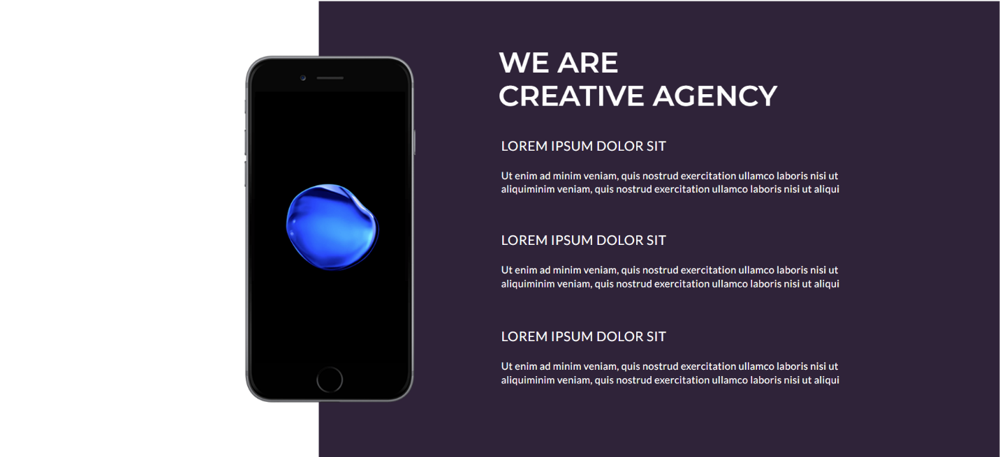 WE ARE
CREATIVE AGENCY
LOREM IPSUM DOLOR SIT
Ut enim ad minim veniam, quis nostrud exercitation ullamco laboris nisi ut
aliquiminim veniam, quis nostrud exercitation ullamco laboris nisi ut aliqui
LOREM IPSUM DOLOR SIT
Ut enim ad minim veniam, quis nostrud exercitation ullamco laboris nisi ut
aliquiminim veniam, quis nostrud exercitation ullamco laboris nisi ut aliqui
LOREM IPSUM DOLOR SIT
Ut enim ad minim veniam, quis nostrud exercitation ullamco laboris nisi ut
aliquiminim veniam, quis nostrud exercitation ullamco laboris nisi ut aliqui